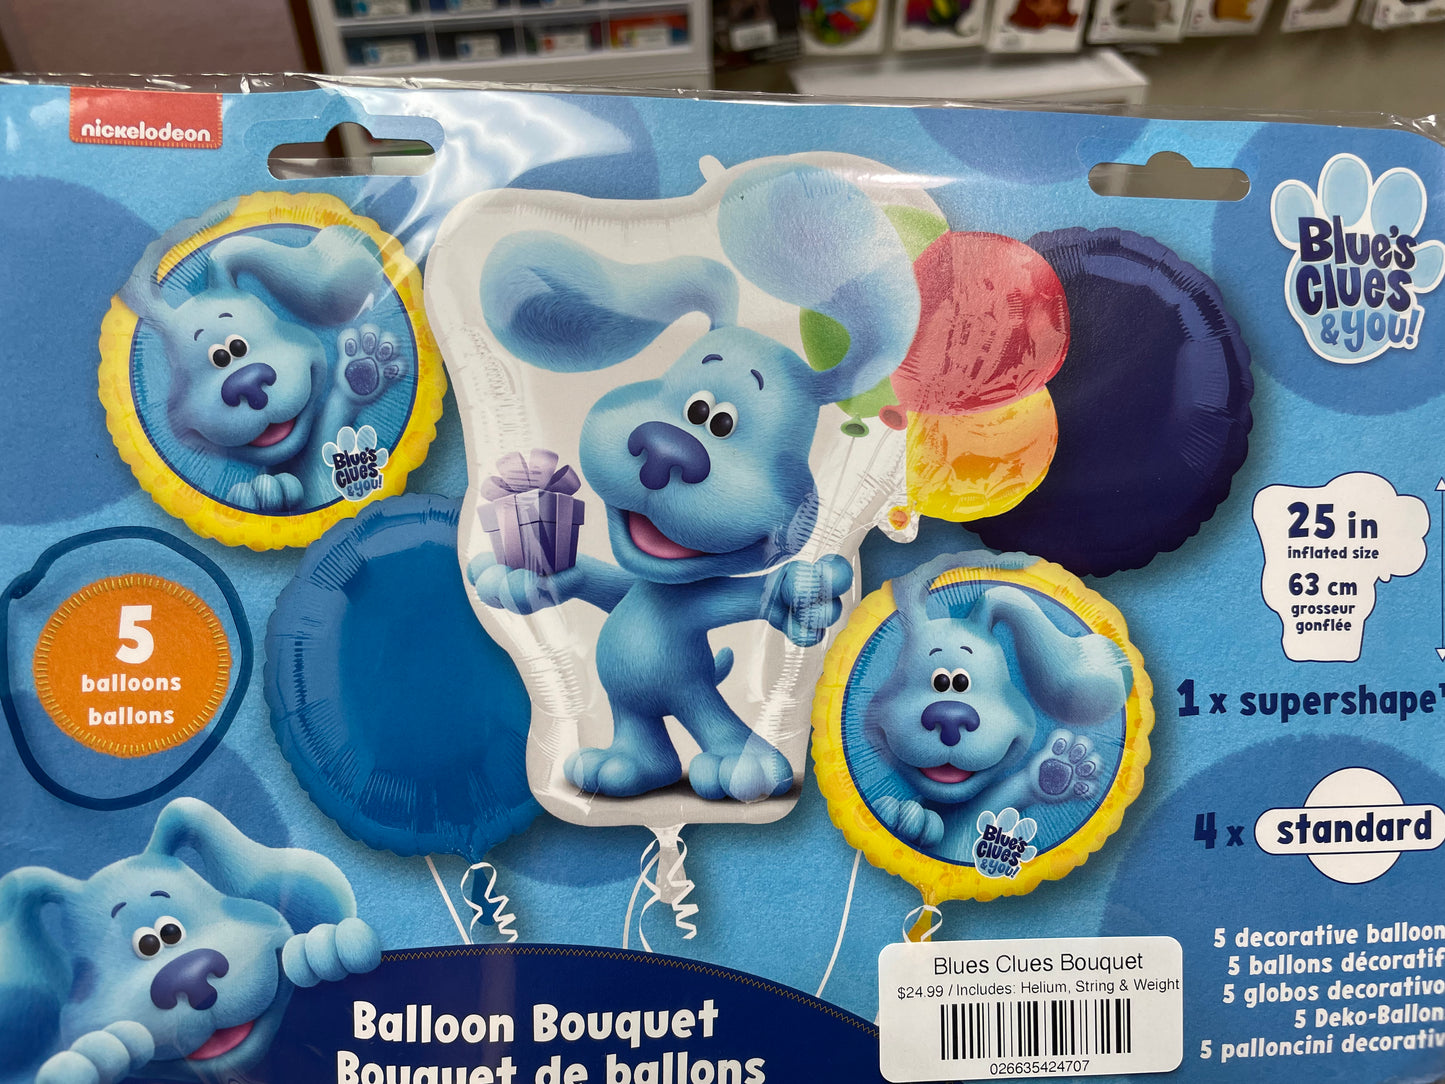 nickelodeon
Blue's
Clues
& you!
Blue's
Clues
& you!
25 in
inflated size
63 cm
grosseur
gonflée
5
balloons
ballons
1 x supershape
4 x standard
Blue's
Clues
& you!
5 decorative balloon
5 ballons décoratif
5 globos decorativo
5 Deko-Ballon
5 palloncini decorativ
Blues Clues Bouquet
$24.99 / Includes: Helium, String & Weight
026635424707
Balloon Bouquet
Bouquet de ballons